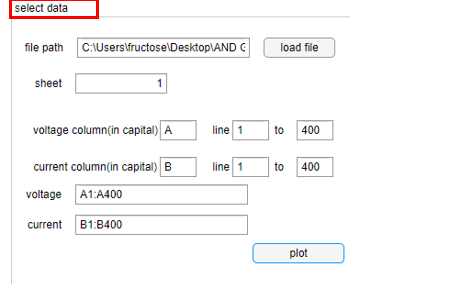 select data
file path C:\Users\fructose\Desktop\AND G load file
sheet 1
voltage column(in capital) A line 1 to 400
current column(in capital) B line 1 to 400
voltage A1:A400
current B1:B400
plot